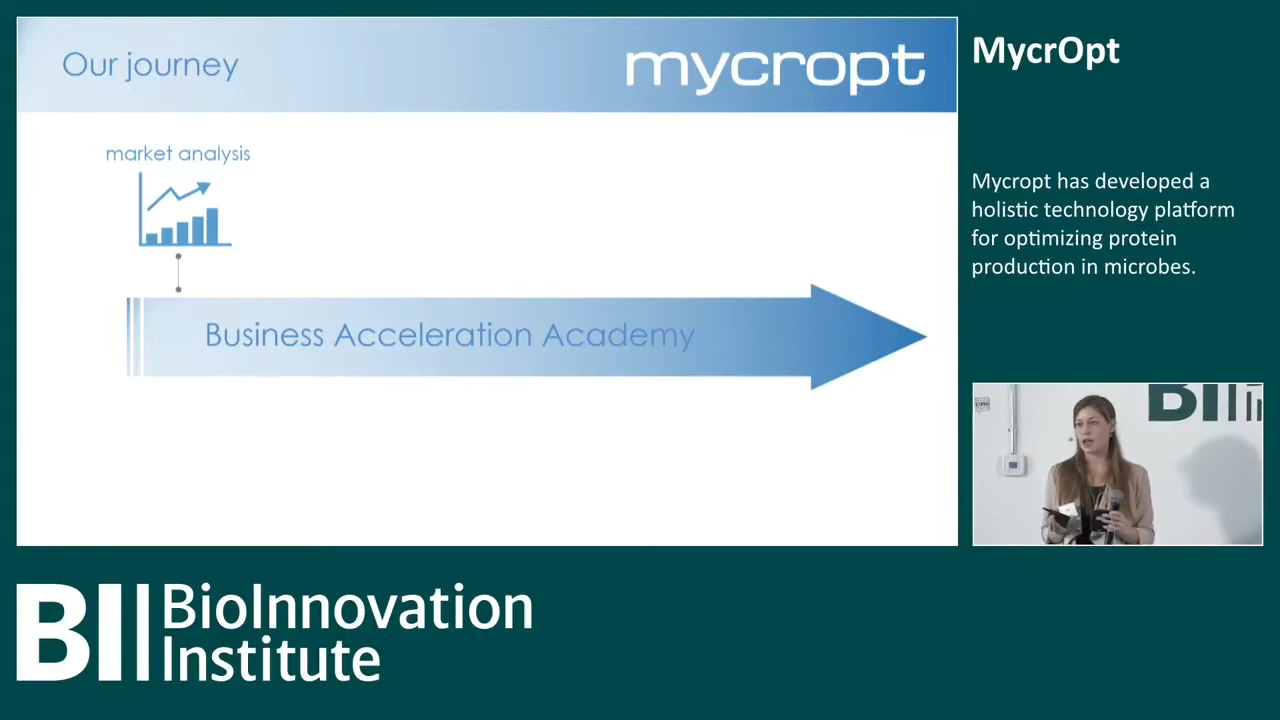 Our journey
mycropt
market analysis
Business Acceleration Academy
MycrOpt
Mycropt has developed a
holistic technology platform
for optimizing protein
production in microbes.
BII
BII BioInnovation
Institute